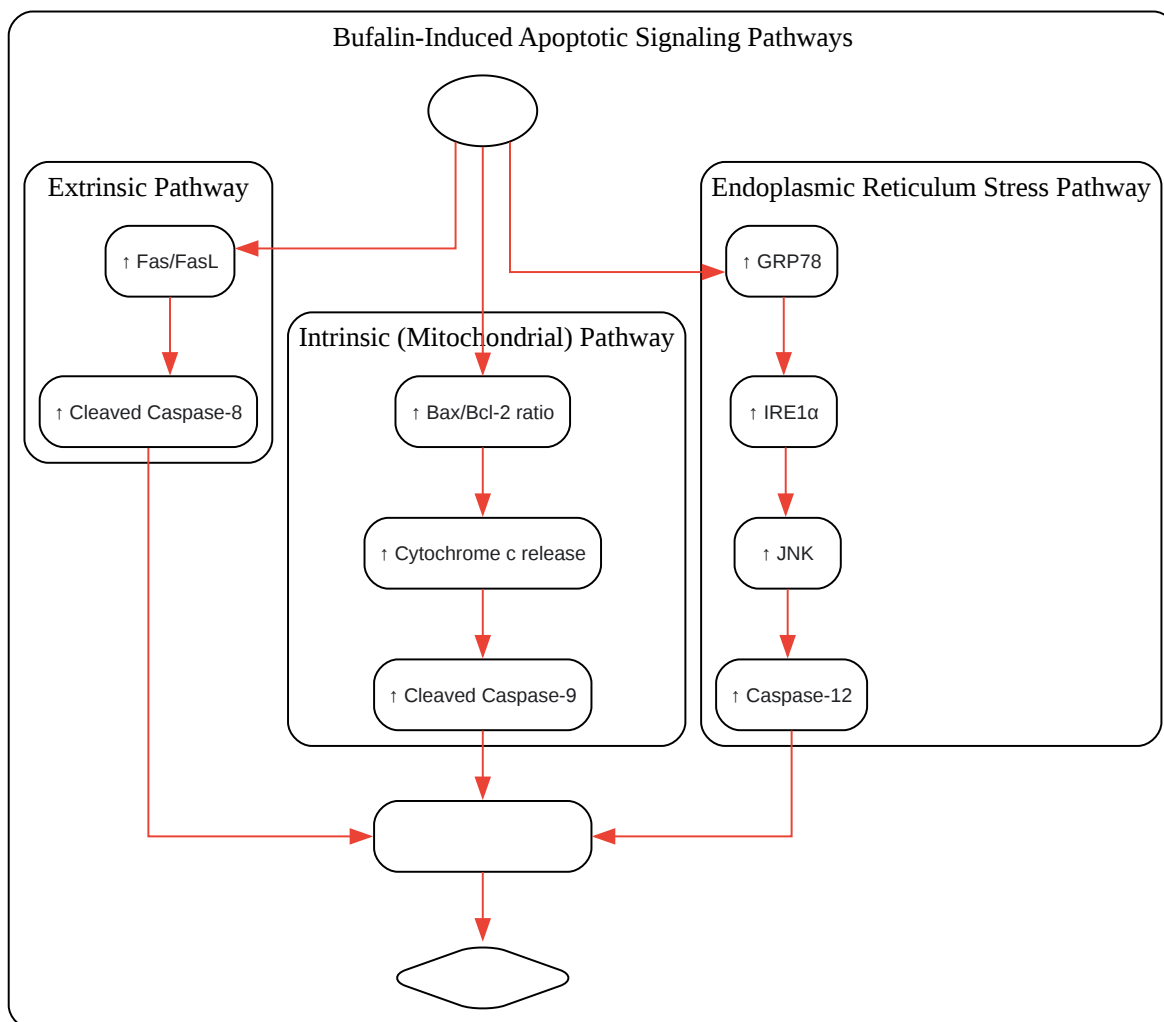 Bufalin-Induced Apoptotic Signaling Pathways
Extrinsic Pathway
↑ Fas/FasL
↑ Cleaved Caspase-8
Intrinsic (Mitochondrial) Pathway
↑ Bax/Bcl-2 ratio
↑ Cytochrome c release
↑ Cleaved Caspase-9
Endoplasmic Reticulum Stress Pathway
↑ GRP78
↑ IRE1α
↑ JNK
↑ Caspase-12